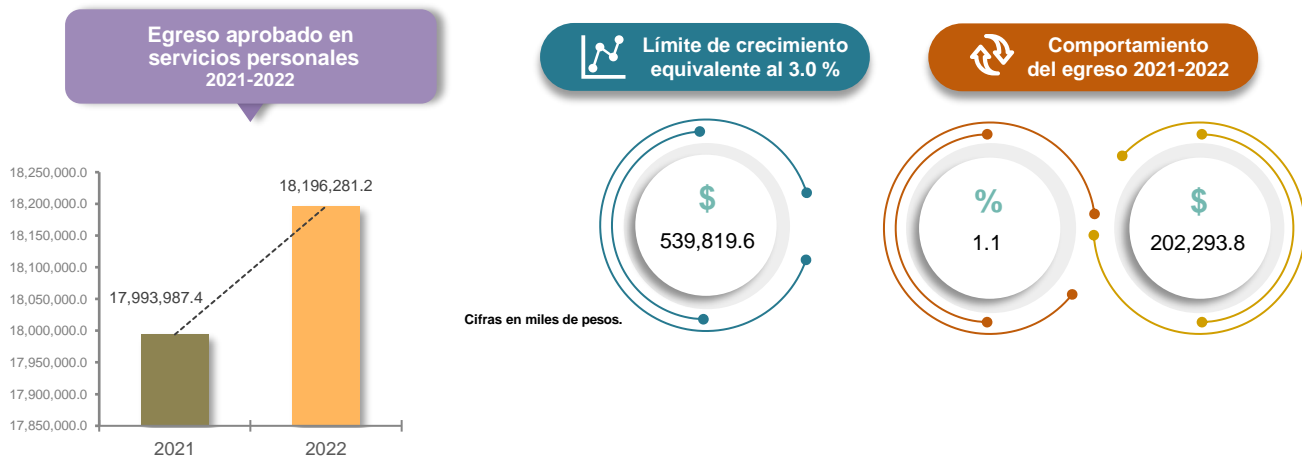 Egreso aprobado en
servicios personales
2021-2022
Límite de crecimiento
equivalente al 3.0 %
Comportamiento
del egreso 2021-2022
18,250,000.0
18,200,000.0
18,150,000.0
18,100,000.0
18,050,000.0
18,000,000.0
17,950,000.0
17,900,000.0
17,850,000.0
17,993,987.4
18,196,281.2
2021
2022
$
539,819.6
%
1.1
$
202,293.8
Cifras en miles de pesos.